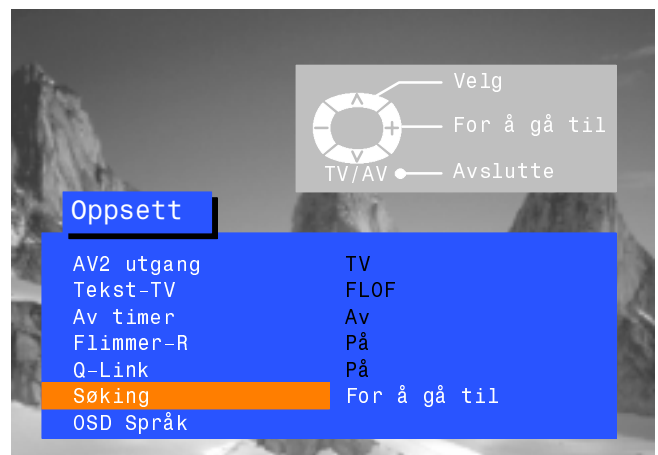 Velg
For å gå til
TV/AV Avslutte
Oppsett
AV2 utgang TV
Tekst-TV FLOF
Av timer Av
Flimmer-R På
Q-Link På
Søking For å gå til
OSD Språk